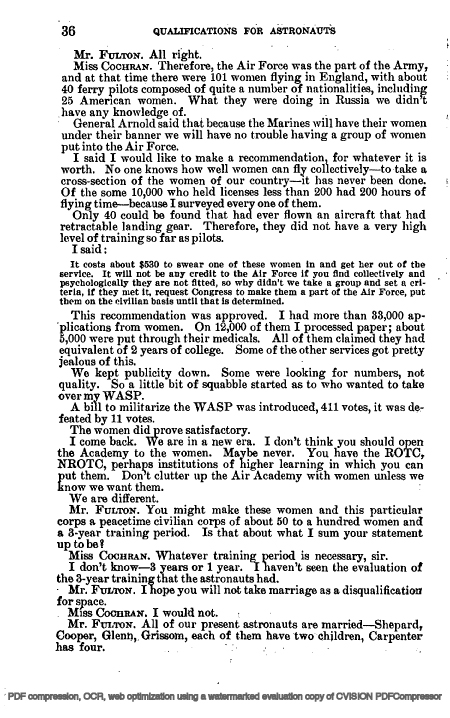 36 QUALIFICATIONS FOR ASTRONAUTS
Mr. FULTON. All right.
Miss COCHRAN. Therefore, the Air Force was the part of the Army,
and at that time there were 101 women flying in England, with about
40 ferry pilots composed of quite a number of nationalities, including
25 American women. What they were doing in Russia we didn't
have any knowledge of.
General Arnold said that because the Marines will have their women
under their banner we will have no trouble having a group of women
put into the Air Force.
I said I would like to make a recommendation, for whatever it is
worth. No one knows how well women can fly collectively—to take a
cross-section of the women of our country—it has never been done.
Of the some 10,000 who held licenses less than 200 had 200 hours of
flying time—because I surveyed every one of them.
Only 40 could be found that had ever flown an aircraft that had
retractable landing gear. Therefore, they did not have a very high
level of training so far as pilots.
I said:
It costs about $530 to swear one of these women in and get her out of the
service. It will not be any credit to the Air Force if you find collectively and
psychologically they are not fitted, so why didn't we take a group and set a cri-
teria, if they met it, request Congress to make them a part of the Air Force, put
them on the civilian basis until that is determined.
This recommendation was approved. I had more than 33,000 ap-
plications from women. On 12,000 of them I processed paper; about
5,000 were put through their medicals. All of them claimed they had
equivalent of 2 years of college. Some of the other services got pretty
jealous of this.
We kept publicity down. Some were looking for numbers, not
quality. So a little bit of squabble started as to who wanted to take
over my WASP.
A bill to militarize the WASP was introduced, 411 votes, it was de-
feated by 11 votes.
The women did prove satisfactory.
I come back. We are in a new era. I don't think you should open
the Academy to the women. Maybe never. You have the ROTC,
NROTC, perhaps institutions of higher learning in which you can
put them. Don't clutter up the Air Academy with women unless we
know we want them.
We are different.
Mr. FULTON. You might make these women and this particular
corps a peacetime civilian corps of about 50 to a hundred women and
a 3-year training period. Is that about what I sum your statement
up to be?
Miss COCHRAN. Whatever training period is necessary, sir.
I don't know—3 years or 1 year. I haven't seen the evaluation of
the 3-year training that the astronauts had.
Mr. FULTON. I hope you will not take marriage as a disqualification
for space.
Miss COCHRAN. I would not.
Mr. FULTON. All of our present astronauts are married—Shepard,
Cooper, Glenn, Grissom, each of them have two children, Carpenter
has four.
PDF compression, OCR, web optimization using a watermarked evaluation copy of CVISION PDFCompressor